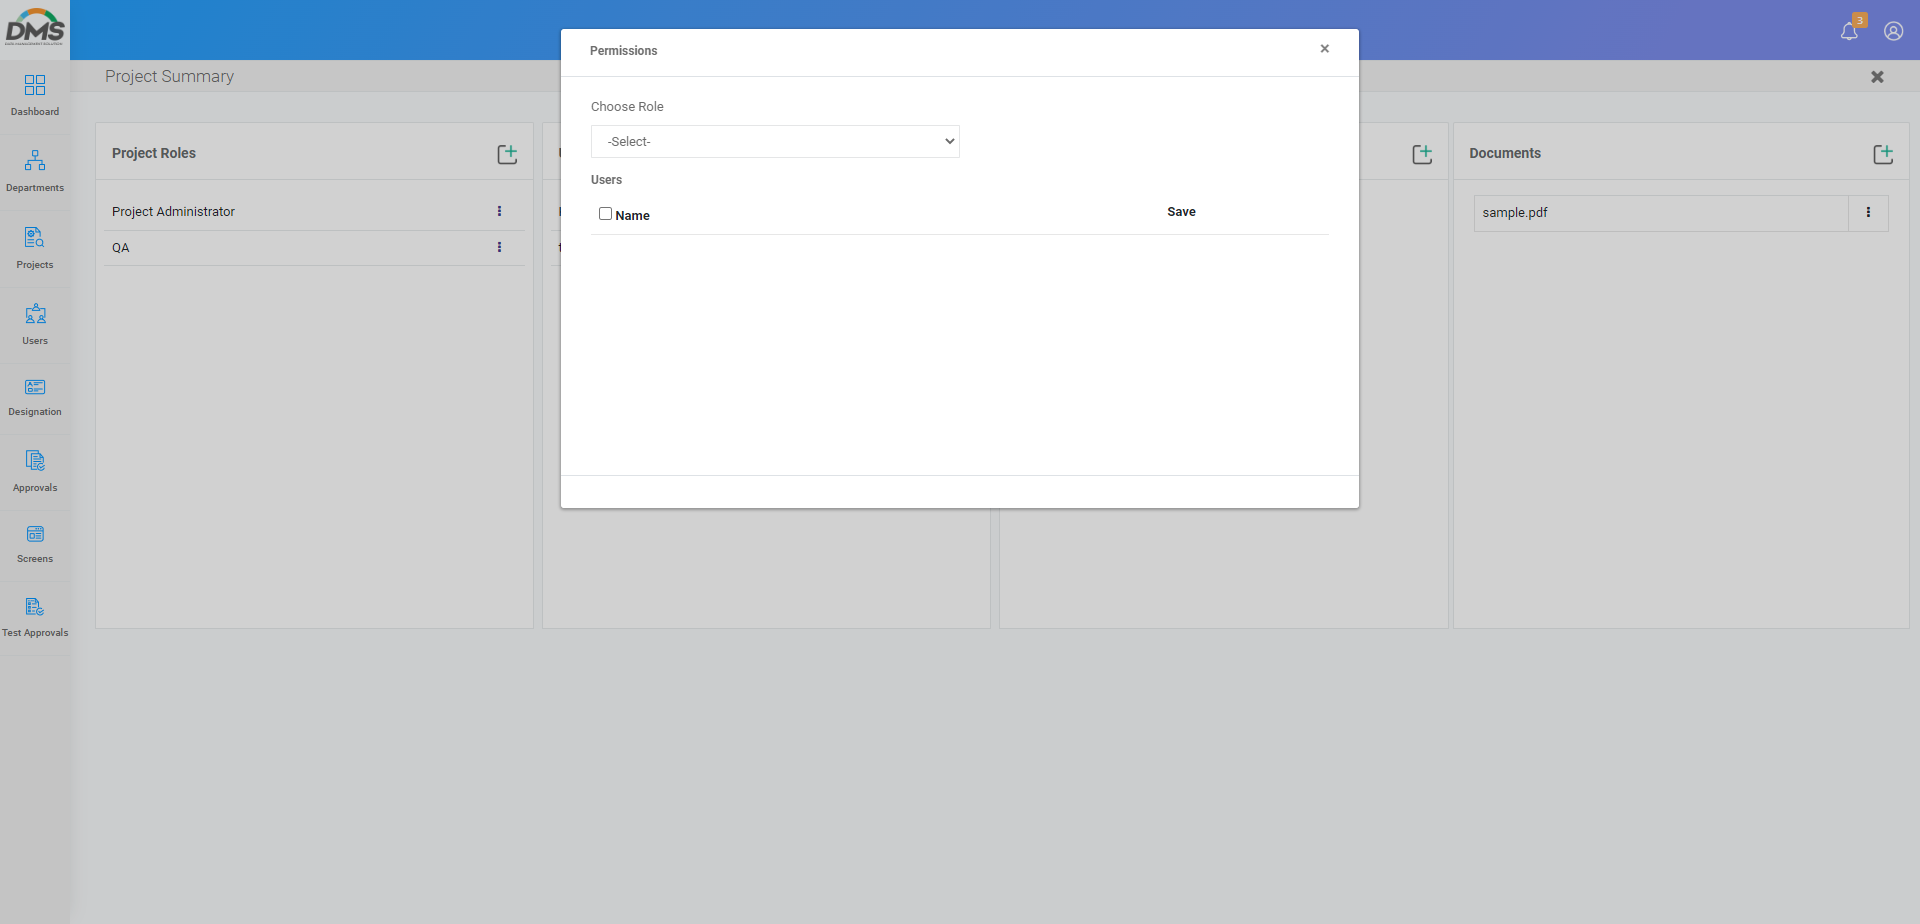 DMS
3
Project Summary
Dashboard
Departments
Projects
Users
Designation
Approvals
Screens
Test Approvals
Project Roles
Project Administrator
QA
Permissions
×
Choose Role
-Select-
Users
Name
Save
Documents
sample.pdf